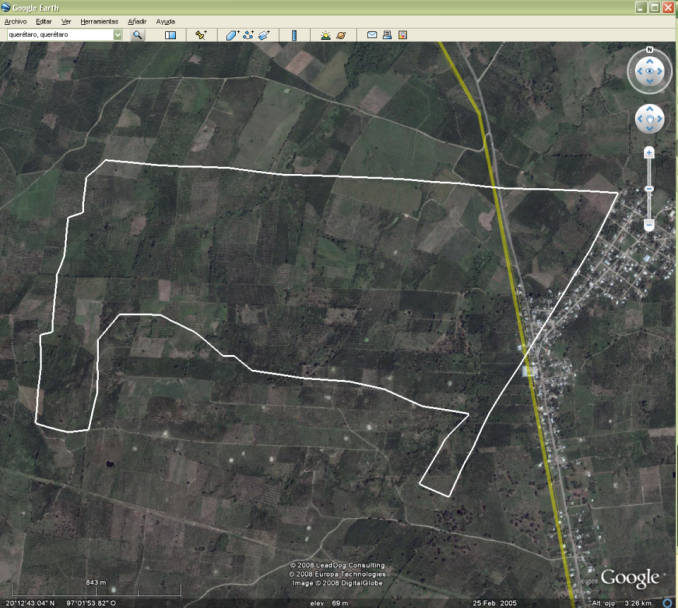 Google Earth
Archivo Editar Ver Herramientas Añadir Ayuda
querétaro, querétaro
N
843 m
© 2008 LeadDog Consulting
© 2008 Europa Technologies
Image © 2008 DigitalGlobe
Google
20°12'43.04" N 97°01'53.82" O elev. 69 m 25 Feb. 2005 Alt. ojo 3.26 km